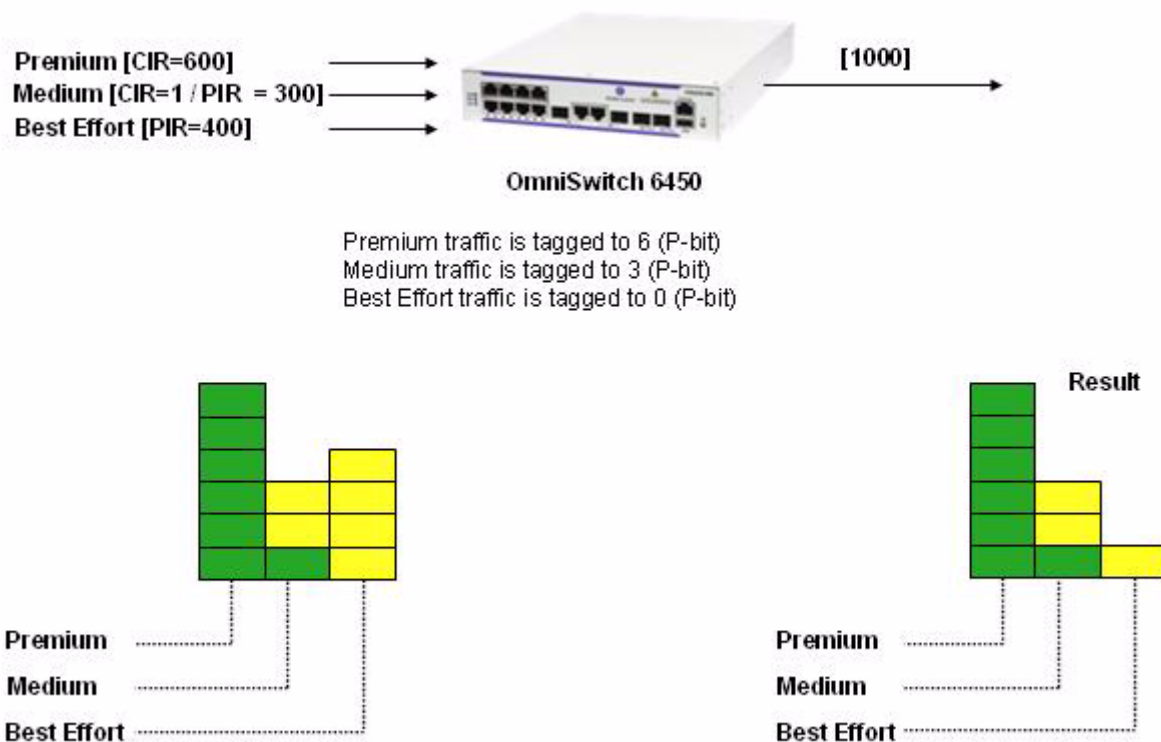 Premium [CIR=600]
Medium [CIR=1 / PIR = 300]
Best Effort [PIR=400]
[1000]
OmniSwitch 6450
Premium traffic is tagged to 6 (P-bit)
Medium traffic is tagged to 3 (P-bit)
Best Effort traffic is tagged to 0 (P-bit)
Result
Premium
Medium
Best Effort
Premium
Medium
Best Effort